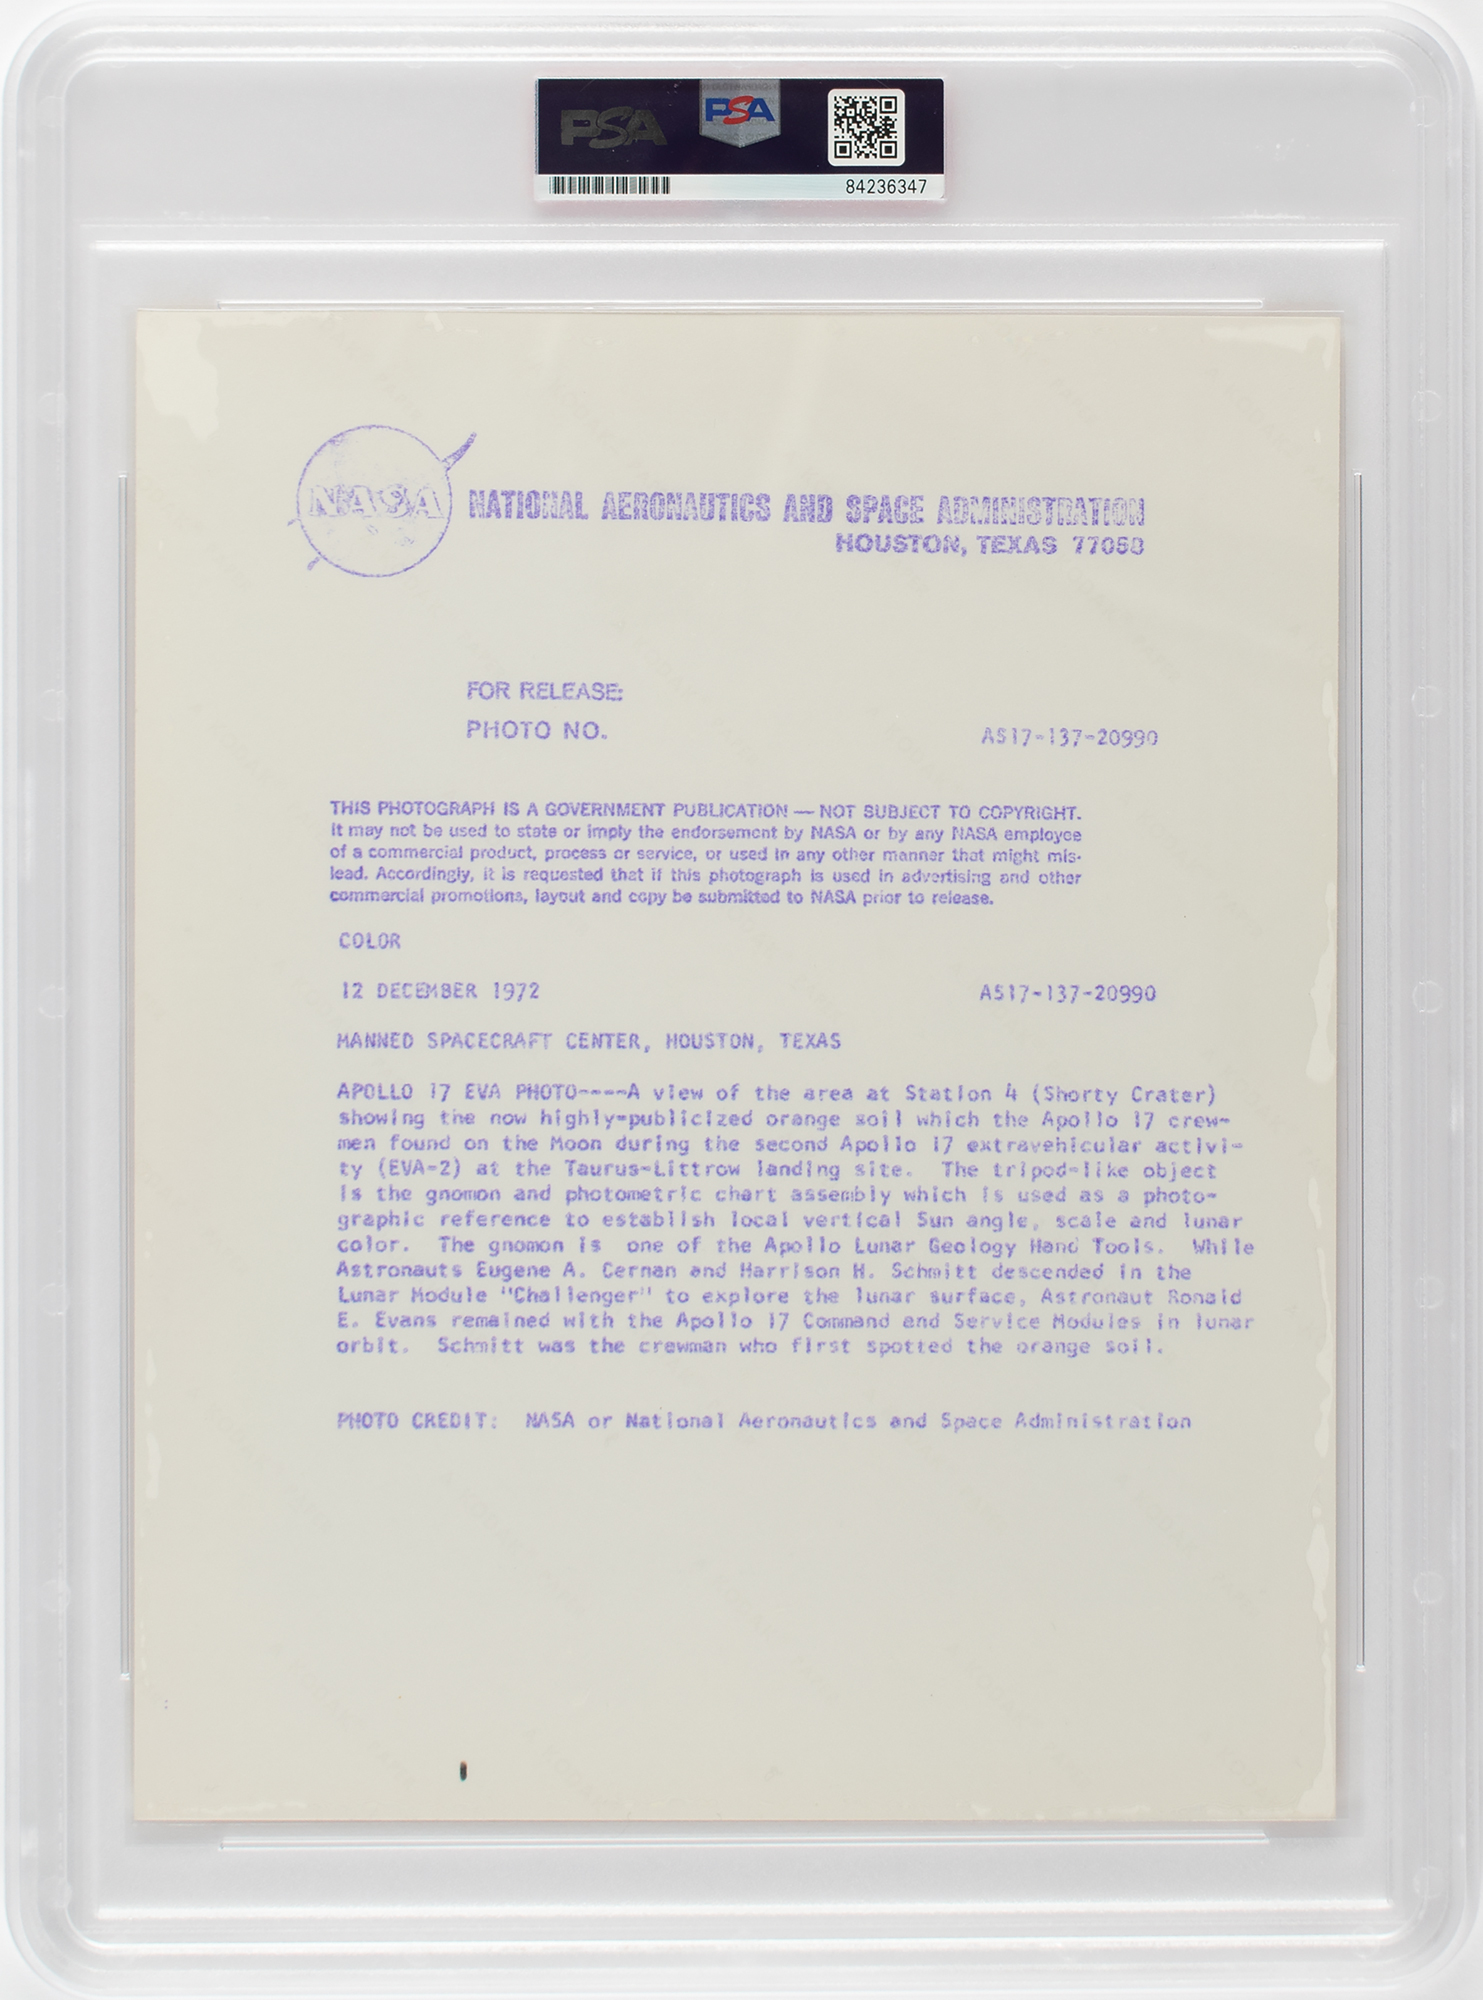 PSA
PSA
84236347
NASA
NATIONAL AERONAUTICS AND SPACE ADMINISTRATION
HOUSTON, TEXAS 77058
FOR RELEASE:
PHOTO NO.
AS17-137-20990
THIS PHOTOGRAPH IS A GOVERNMENT PUBLICATION — NOT SUBJECT TO COPYRIGHT.
It may not be used to state or imply the endorsement by NASA or by any NASA employee
of a commercial product, process or service, or used in any other manner that might mis-
lead. Accordingly, it is requested that if this photograph is used in advertising and other
commercial promotions, layout and copy be submitted to NASA prior to release.
COLOR
12 DECEMBER 1972
AS17-137-20990
MANNED SPACECRAFT CENTER, HOUSTON, TEXAS
APOLLO 17 EVA PHOTO----A view of the area at Station 4 (Shorty Crater)
showing the now highly-publicized orange soil which the Apollo 17 crew-
men found on the Moon during the second Apollo 17 extravehicular activi-
ty (EVA-2) at the Taurus-Littrow landing site.  The tripod-like object
is the gnomon and photometric chart assembly which is used as a photo-
graphic reference to establish local vertical Sun angle, scale and lunar
color.  The gnomon is  one of the Apollo Lunar Geology Hand Tools.  While
Astronauts Eugene A. Cernan and Harrison H. Schmitt descended in the
Lunar Module "Challenger" to explore the lunar surface, Astronaut Ronald
E. Evans remained with the Apollo 17 Command and Service Modules in lunar
orbit.  Schmitt was the crewman who first spotted the orange soil.
PHOTO CREDIT:  NASA or National Aeronautics and Space Administration